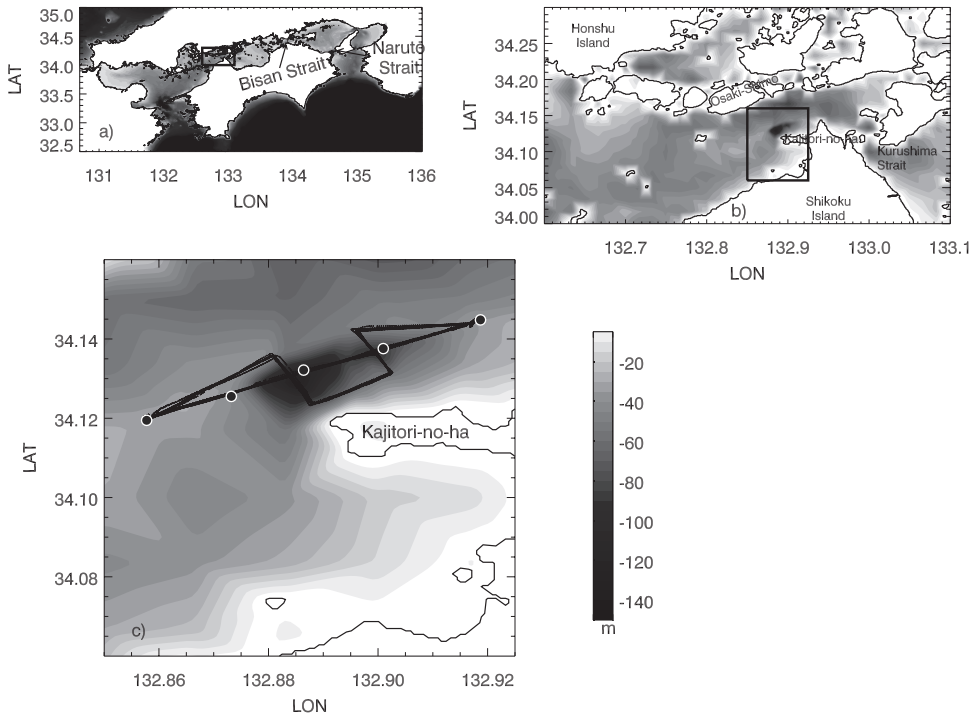 35.0
34.5
34.0
33.5
33.0
32.5
LAT
a)
Bisan Strait
Naruto
Strait
131
132
133
134
135
136
LON
34.25
34.20
34.15
34.10
34.05
34.00
LAT
Honshu
Island
Kajitori-no-ha
Kurushima
Strait
b)
Shikoku
Island
132.7
132.8
132.9
133.0
133.1
LON
34.14
34.12
34.10
34.08
LAT
Kajitori-no-ha
c)
132.86
132.88
132.90
132.92
LON
-20
-40
-60
-80
-100
-120
-140
m